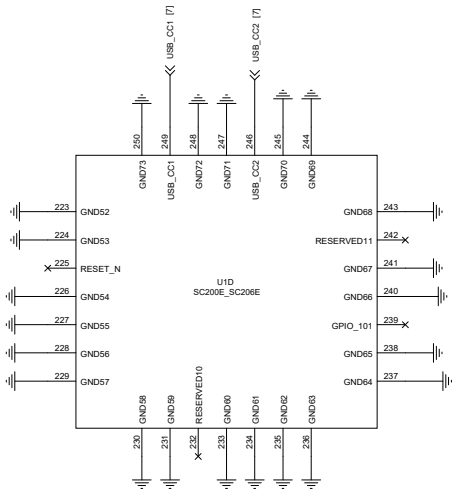 USB_CC1 [7]
USB_CC2 [7]
250
249
248
247
246
245
244
GND73
USB_CC1
GND72
GND71
USB_CC2
GND70
GND69
223 GND52
224 GND53
225 RESET_N
226 GND54
227 GND55
228 GND56
229 GND57
U1D
SC200E_SC206E
GND68 243
RESERVED11 242
GND67 241
GND66 240
GPIO_101 239
GND65 238
GND64 237
GND58
GND59
RESERVED10
GND60
GND61
GND62
GND63
230
231
232
233
234
235
236